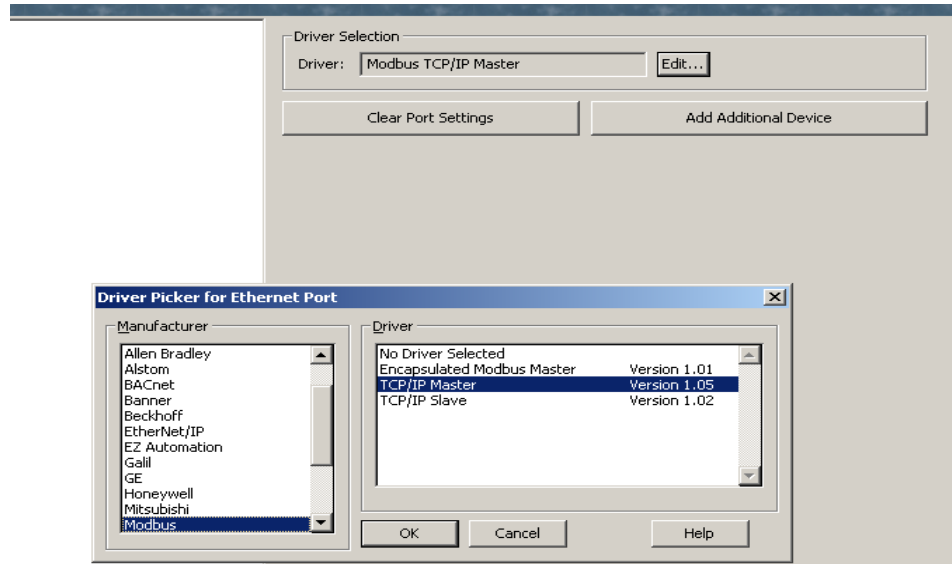 Driver Selection
Driver: Modbus TCP/IP Master Edit...
Clear Port Settings Add Additional Device
Driver Picker for Ethernet Port
Manufacturer
Allen Bradley
Alstom
BACnet
Banner
Beckhoff
EtherNet/IP
EZ Automation
Galil
GE
Honeywell
Mitsubishi
Modbus
Driver
No Driver Selected
Encapsulated Modbus Master Version 1.01
TCP/IP Master Version 1.05
TCP/IP Slave Version 1.02
OK Cancel Help